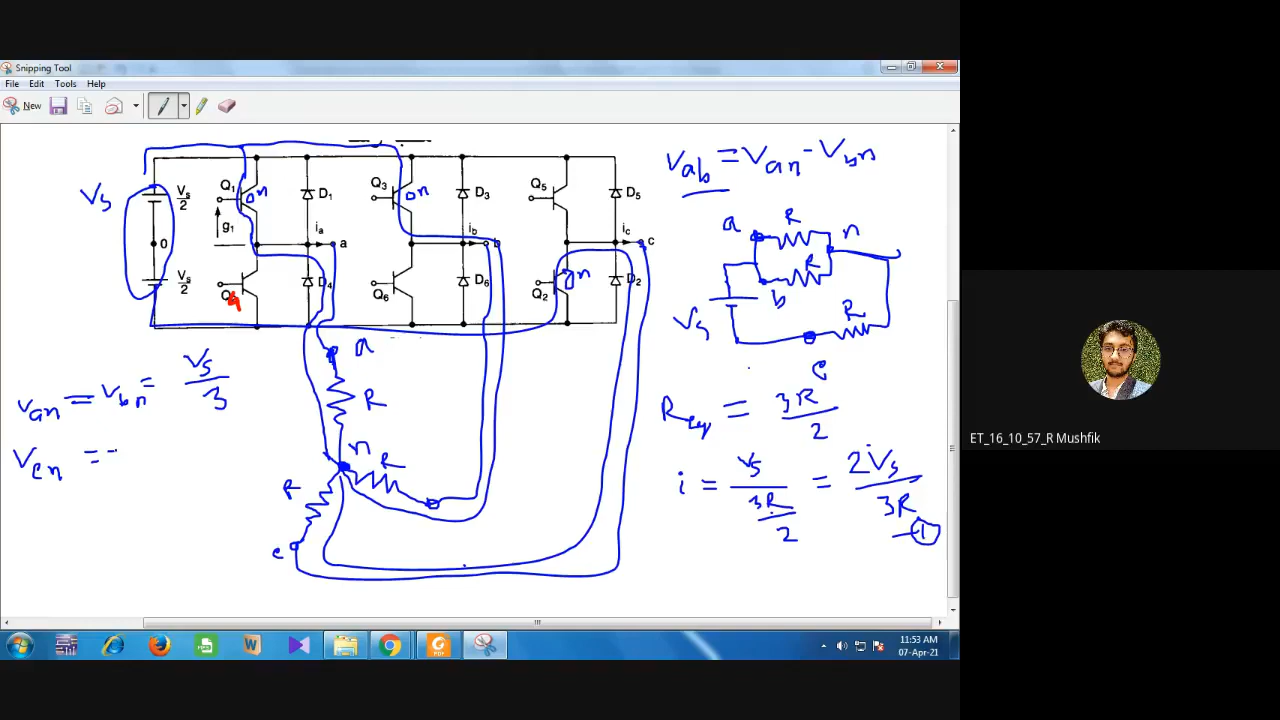 Snipping Tool
File Edit Tools Help
New
Vs
Vs/2
0
Vs/2
Q1 on
g1
D1
ia
a
Q4
D4
Q3 on
D3
ib
b
Q6
D6
Q5
D5
ic
c
Q2 on
D2
Vab = Van - Vbn
a R n
R
b
Vs
R
c
a
R
n
R
R
c
Van = Vbn = Vs/3
Vcn = -
Req = 3R/2
i = Vs/(3R/2) = 2Vs/3R
1
ET_16_10_57_R Mushfik
11:53 AM
07-Apr-21